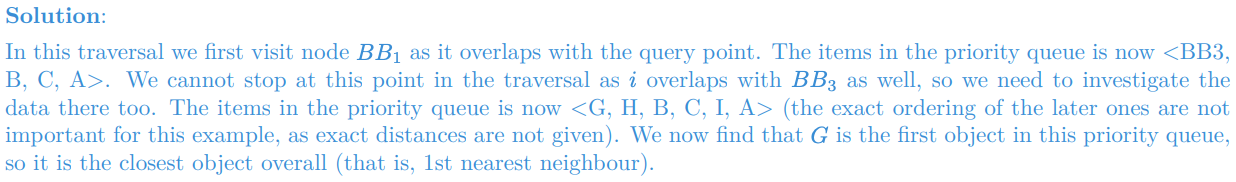 Solution:
In this traversal we first visit node BB₁ as it overlaps with the query point. The items in the priority queue is now <BB3,
B, C, A>. We cannot stop at this point in the traversal as i overlaps with BB₃ as well, so we need to investigate the
data there too. The items in the priority queue is now <G, H, B, C, I, A> (the exact ordering of the later ones are not
important for this example, as exact distances are not given). We now find that G is the first object in this priority queue,
so it is the closest object overall (that is, 1st nearest neighbour).